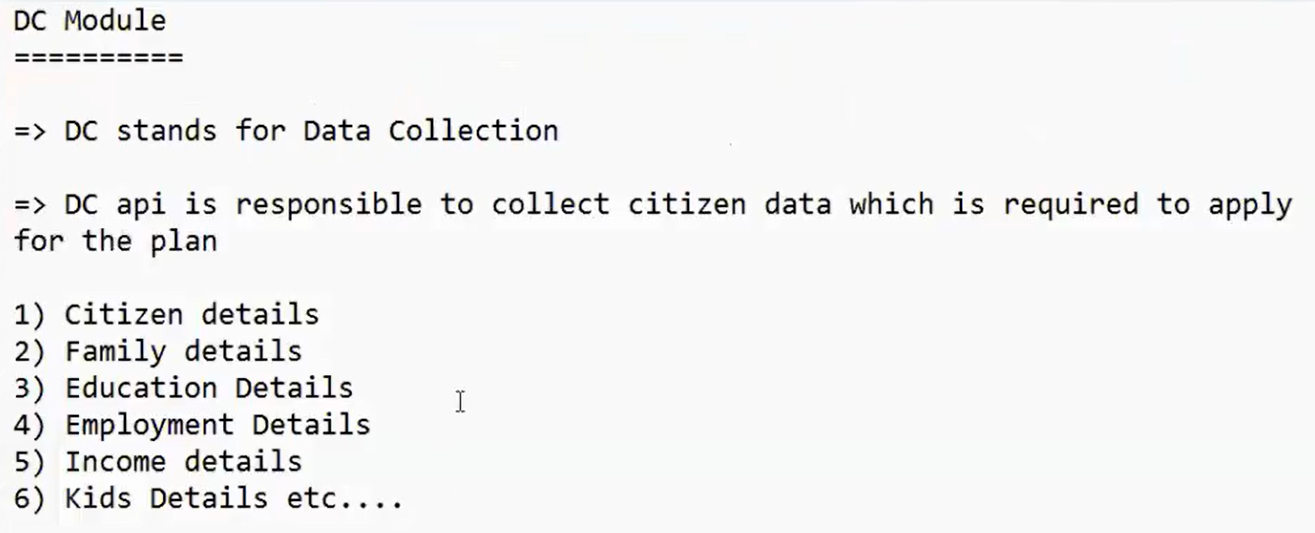 DC Module
==========
=> DC stands for Data Collection
=> DC api is responsible to collect citizen data which is required to apply
for the plan
1) Citizen details
2) Family details
3) Education Details
4) Employment Details
5) Income details
6) Kids Details etc....